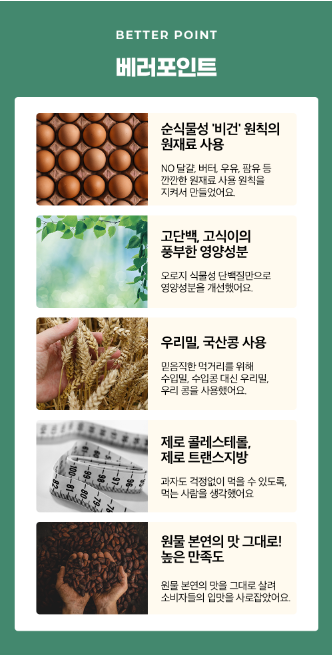 BETTER POINT
베러포인트
순식물성 '비건' 원칙의
원재료 사용
NO 달걀, 버터, 우유, 팜유 등
깐깐한 원재료 사용 원칙을
지켜서 만들었어요.
고단백, 고식이의
풍부한 영양성분
오로지 식물성 단백질만으로
영양성분을 개선했어요.
우리밀, 국산콩 사용
믿음직한 먹거리를 위해
수입밀, 수입콩 대신 우리밀,
우리 콩을 사용했어요.
제로 콜레스테롤,
제로 트랜스지방
과자도 걱정없이 먹을 수 있도록,
먹는 사람을 생각했어요
원물 본연의 맛 그대로!
높은 만족도
원물 본연의 맛을 그대로 살려
소비자들의 입맛을 사로잡았어요.